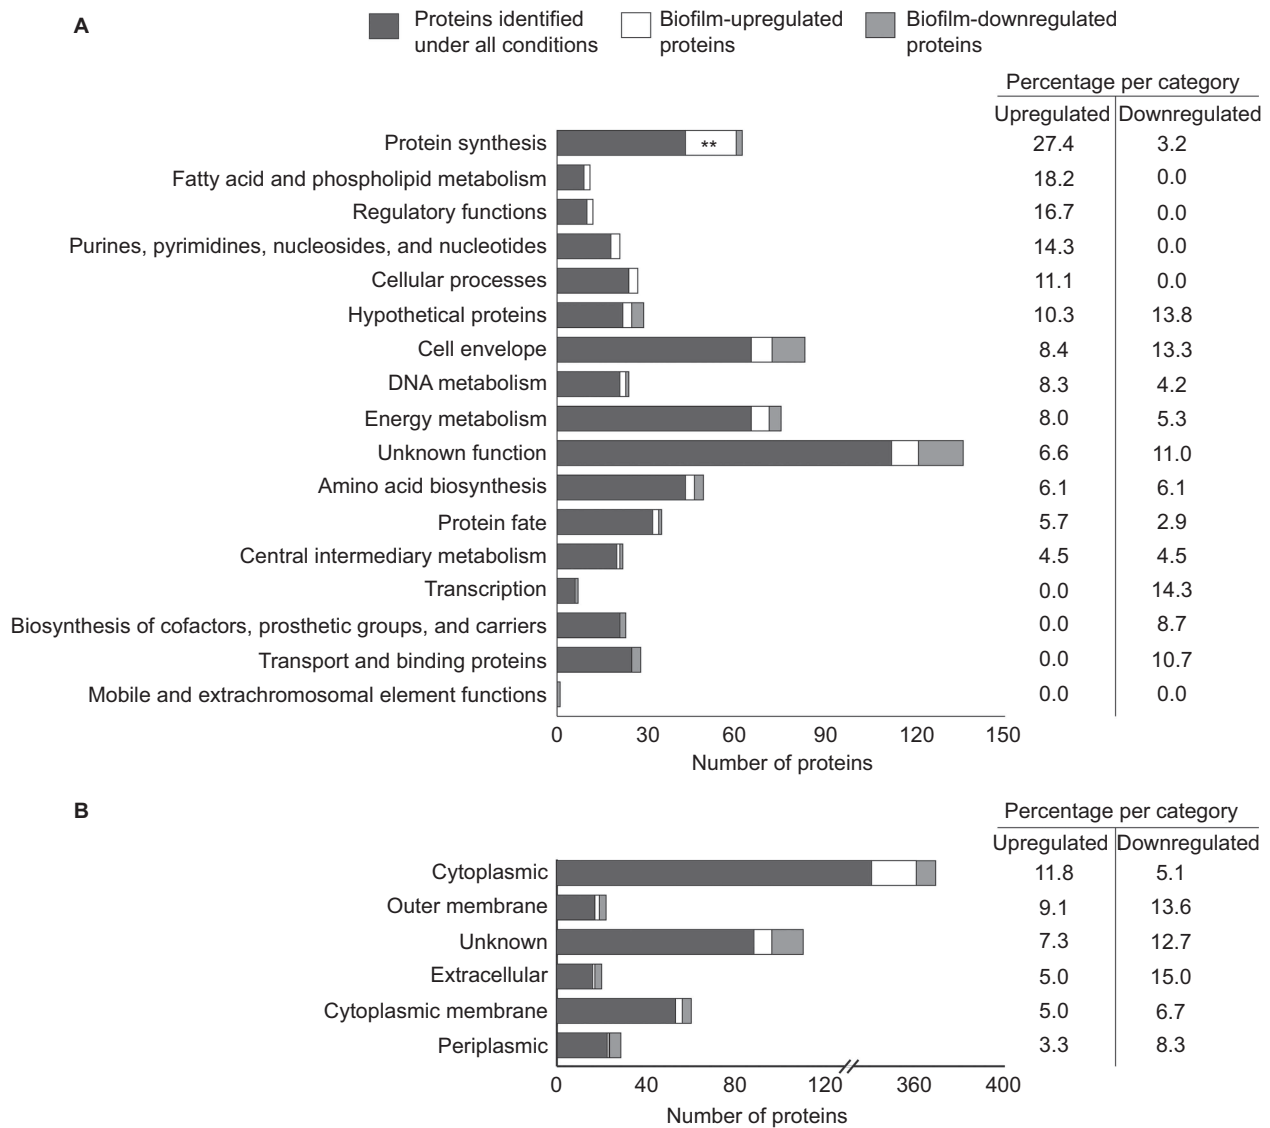 A
Proteins identified
under all conditions
Biofilm-upregulated
proteins
Biofilm-downregulated
proteins
Percentage per category
Upregulated Downregulated
Protein synthesis ** 27.4 3.2
Fatty acid and phospholipid metabolism 18.2 0.0
Regulatory functions 16.7 0.0
Purines, pyrimidines, nucleosides, and nucleotides 14.3 0.0
Cellular processes 11.1 0.0
Hypothetical proteins 10.3 13.8
Cell envelope 8.4 13.3
DNA metabolism 8.3 4.2
Energy metabolism 8.0 5.3
Unknown function 6.6 11.0
Amino acid biosynthesis 6.1 6.1
Protein fate 5.7 2.9
Central intermediary metabolism 4.5 4.5
Transcription 0.0 14.3
Biosynthesis of cofactors, prosthetic groups, and carriers 0.0 8.7
Transport and binding proteins 0.0 10.7
Mobile and extrachromosomal element functions 0.0 0.0
0 30 60 90 120 150
Number of proteins
B
Percentage per category
Upregulated Downregulated
Cytoplasmic 11.8 5.1
Outer membrane 9.1 13.6
Unknown 7.3 12.7
Extracellular 5.0 15.0
Cytoplasmic membrane 5.0 6.7
Periplasmic 3.3 8.3
0 40 80 120 360 400
Number of proteins